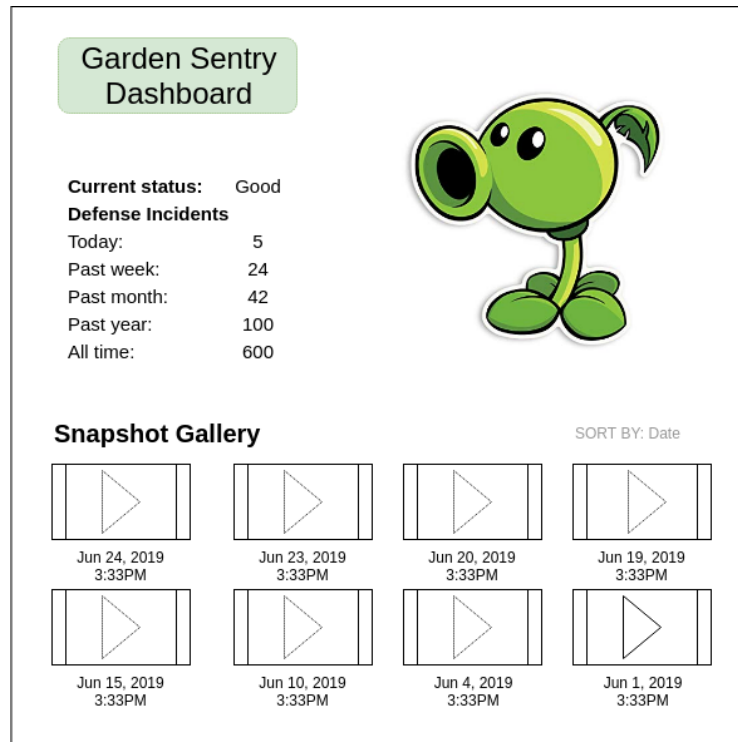 Garden Sentry
Dashboard
Current status: Good
Defense Incidents
Today: 5
Past week: 24
Past month: 42
Past year: 100
All time: 600
Snapshot Gallery
SORT BY: Date
Jun 24, 2019
3:33PM
Jun 23, 2019
3:33PM
Jun 20, 2019
3:33PM
Jun 19, 2019
3:33PM
Jun 15, 2019
3:33PM
Jun 10, 2019
3:33PM
Jun 4, 2019
3:33PM
Jun 1, 2019
3:33PM